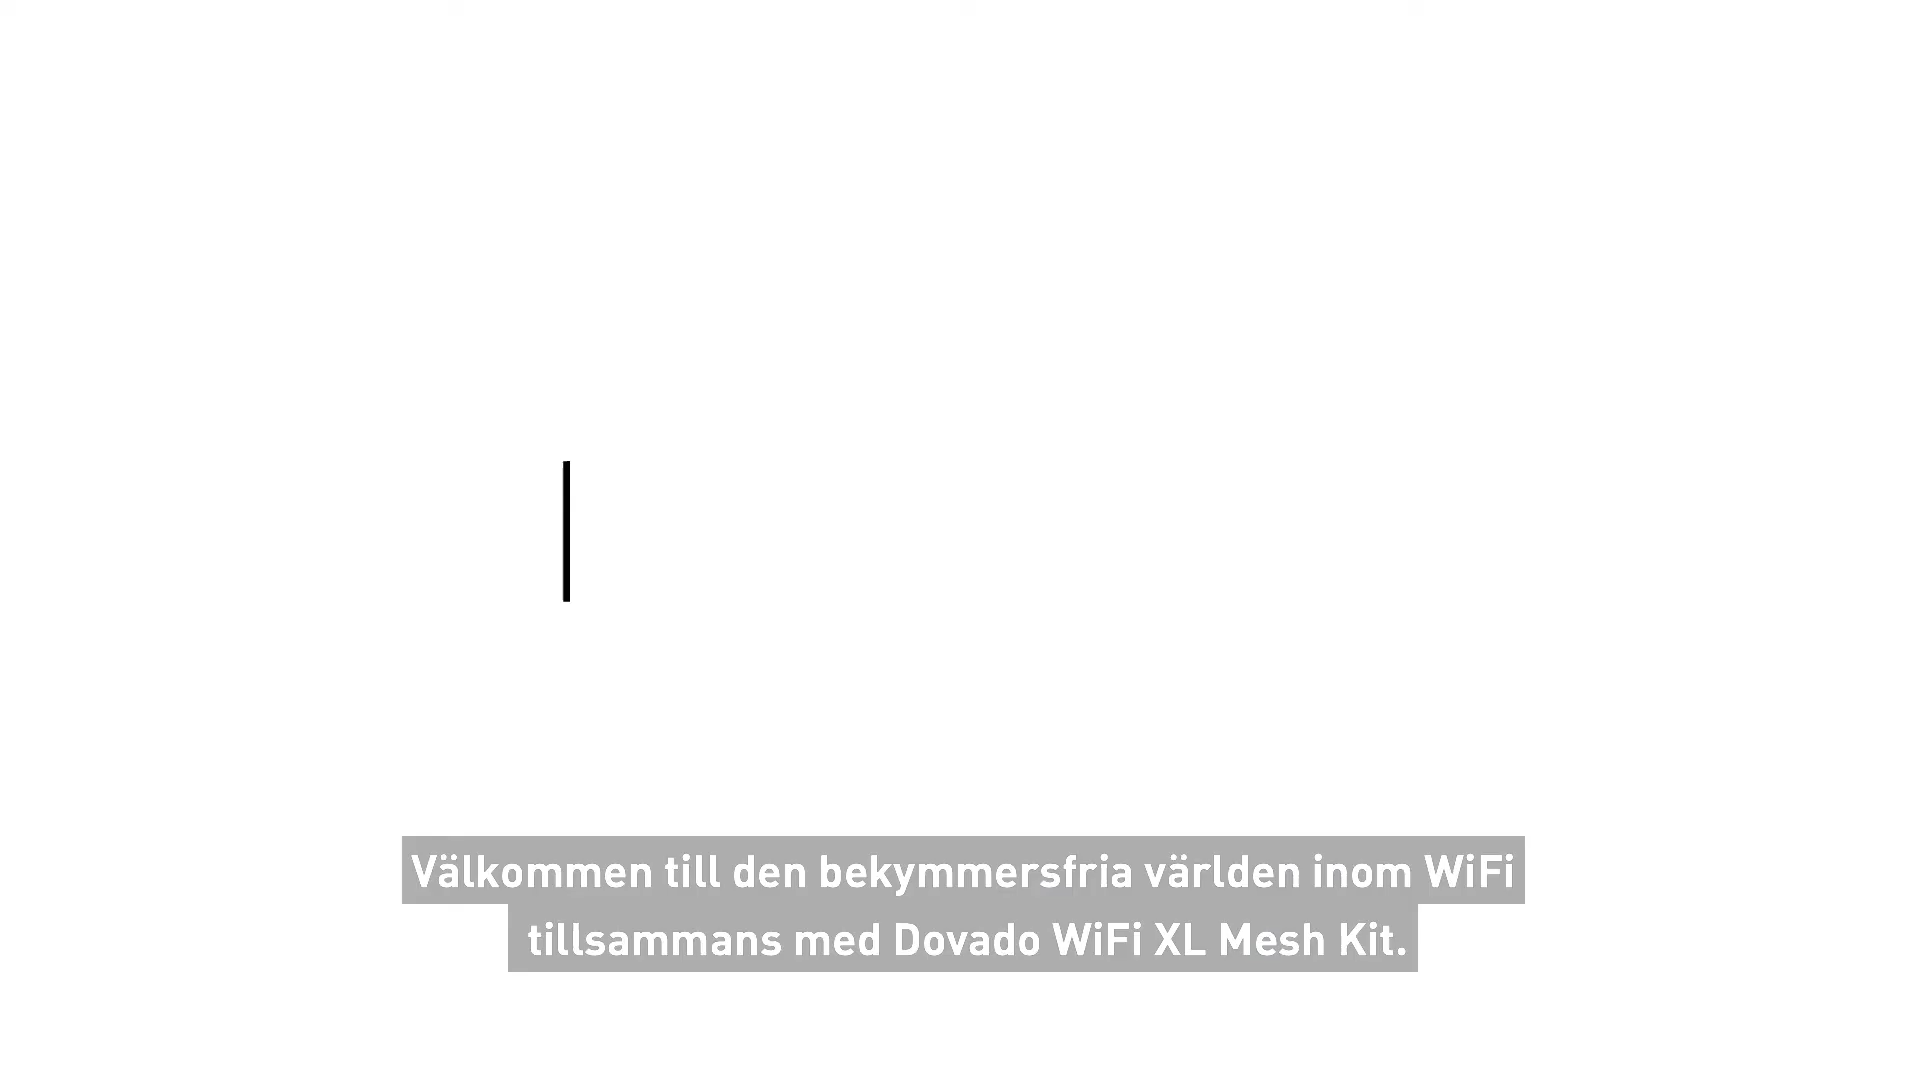 Välkommen till den bekymmersfria världen inom WiFi
tillsammans med Dovado WiFi XL Mesh Kit.